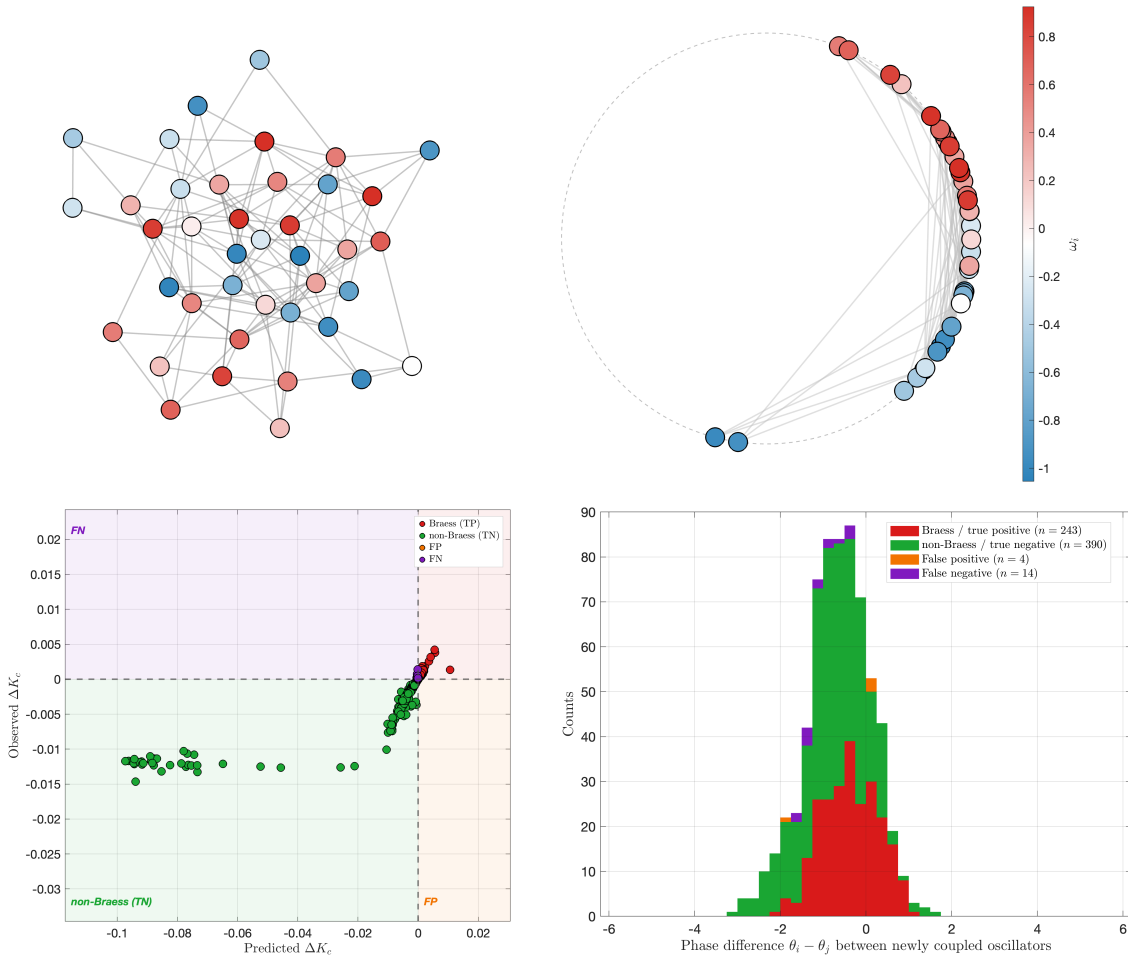 0.8
0.6
0.4
0.2
0
-0.2
-0.4
-0.6
-0.8
-1
ω_i
FN
Braess (TP)
non-Braess (TN)
FP
FN
0.02
0.015
0.01
0.005
0
-0.005
-0.01
-0.015
-0.02
-0.025
-0.03
Observed ΔK_c
non-Braess (TN)
FP
-0.1 -0.08 -0.06 -0.04 -0.02 0 0.02
Predicted ΔK_c
Braess / true positive (n = 243)
non-Braess / true negative (n = 390)
False positive (n = 4)
False negative (n = 14)
90
80
70
60
50
40
30
20
10
0
Counts
-6 -4 -2 0 2 4 6
Phase difference θ_i − θ_j between newly coupled oscillators